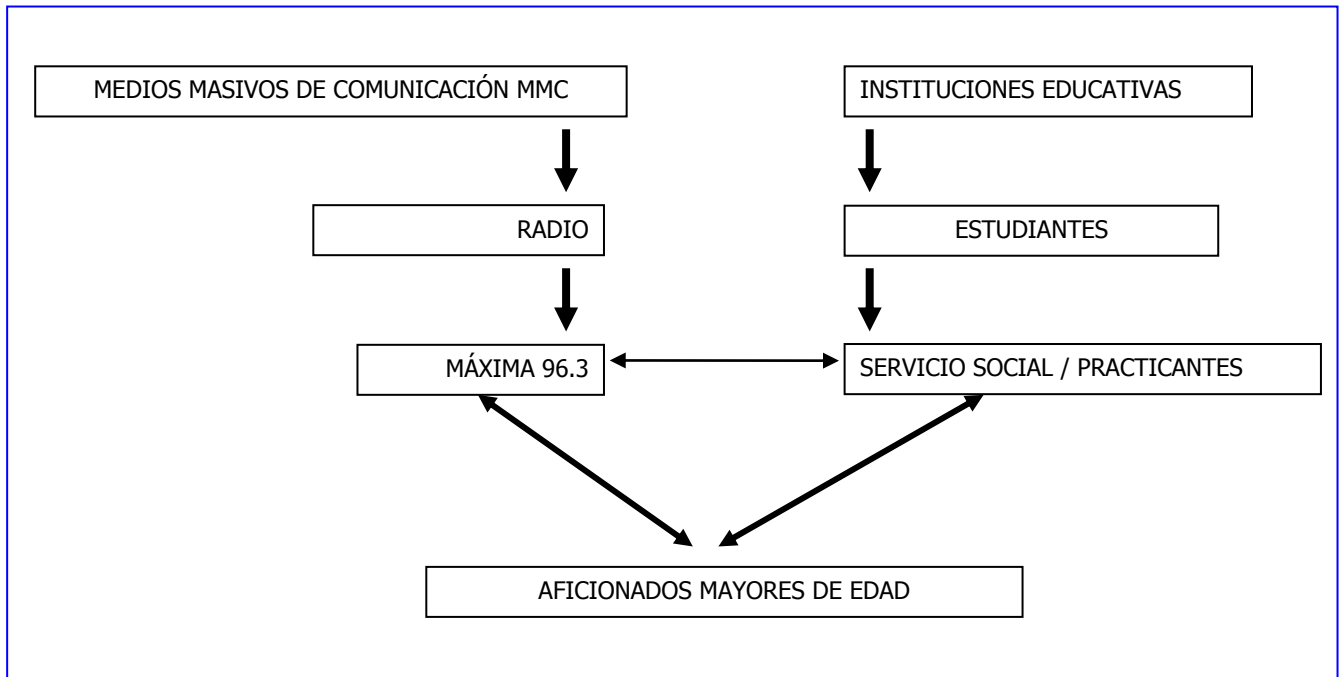 MEDIOS MASIVOS DE COMUNICACIÓN MMC
INSTITUCIONES EDUCATIVAS
RADIO
ESTUDIANTES
MÁXIMA 96.3
SERVICIO SOCIAL / PRACTICANTES
AFICIONADOS MAYORES DE EDAD